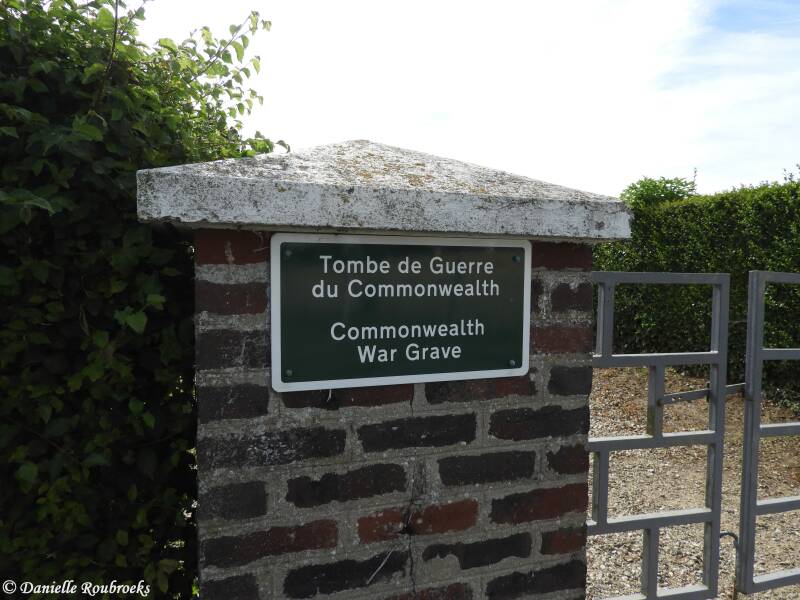 Tombe de Guerre
du Commonwealth
Commonwealth
War Grave
© Danielle Roubroeks